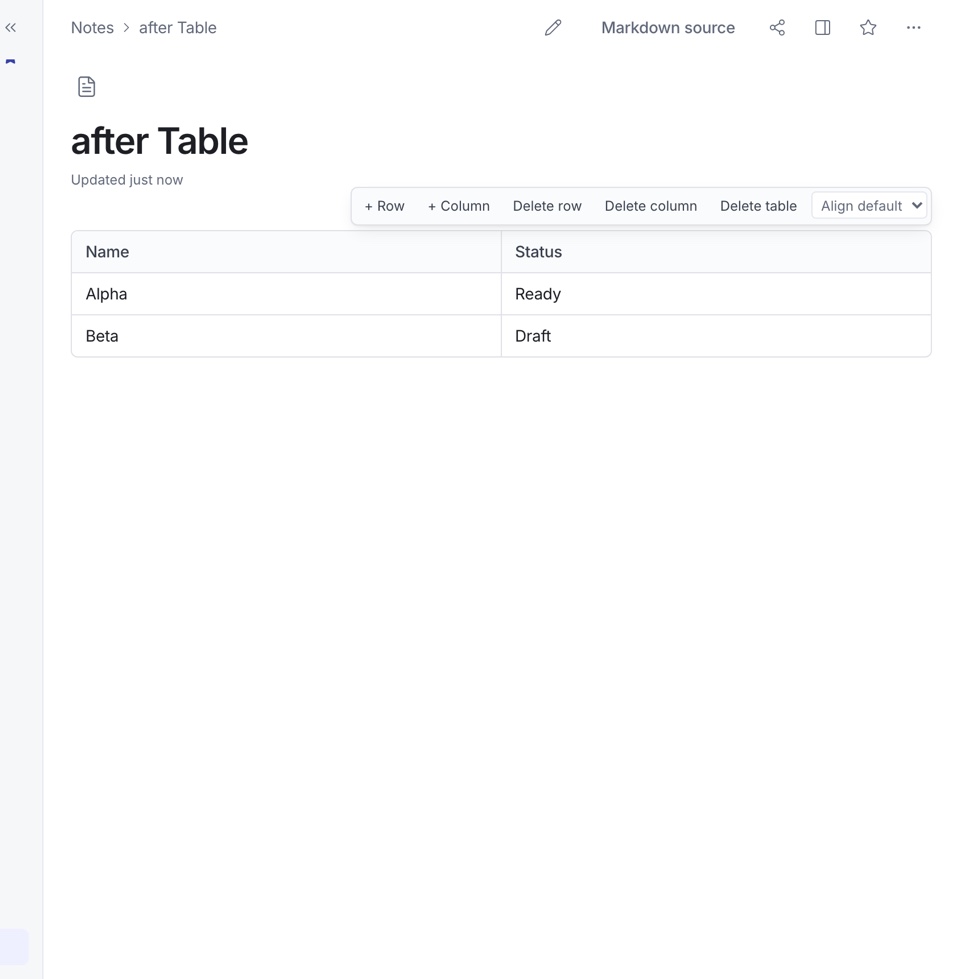 Notes > after Table
Markdown source
after Table
Updated just now
+ Row + Column Delete row Delete column Delete table Align default
Name Status
Alpha Ready
Beta Draft